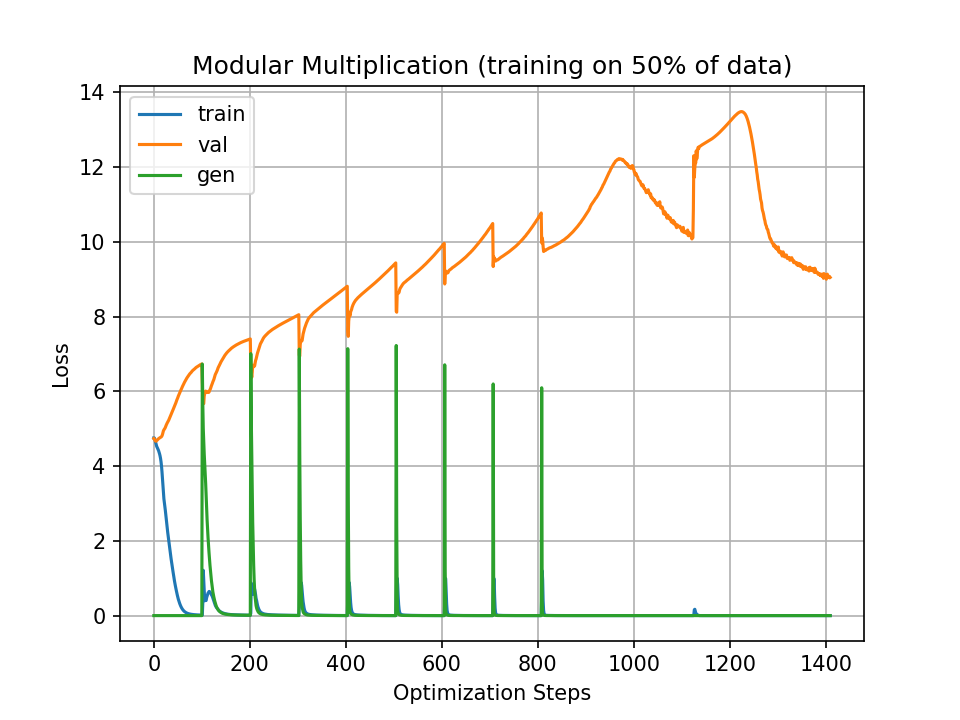 Modular Multiplication (training on 50% of data)
train
val
gen
14
12
10
8
6
4
2
0
Loss
0 200 400 600 800 1000 1200 1400
Optimization Steps